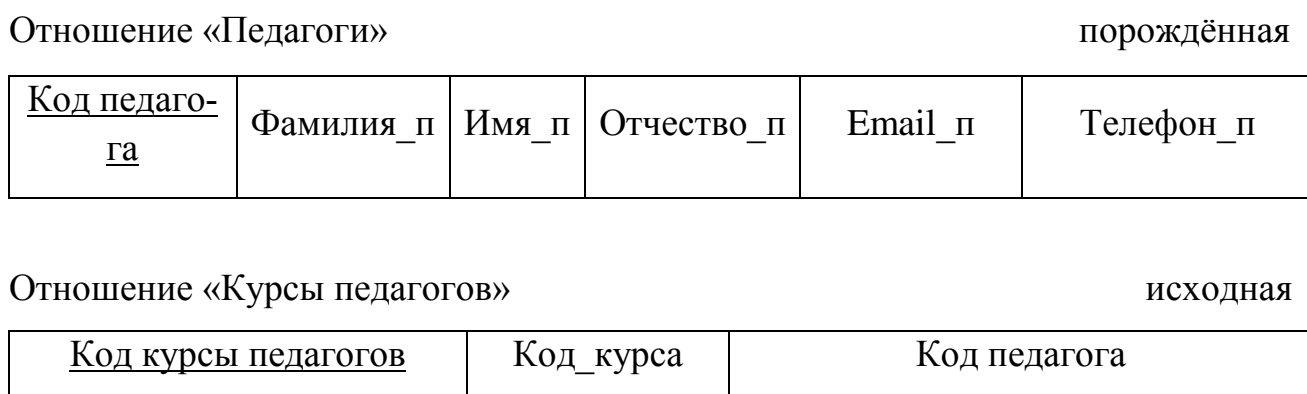 Отношение «Педагоги» порождённая
Код педаго-
га
Фамилия_п Имя_п Отчество_п Email_п Телефон_п
Отношение «Курсы педагогов» исходная
Код курсы педагогов Код_курса Код педагога